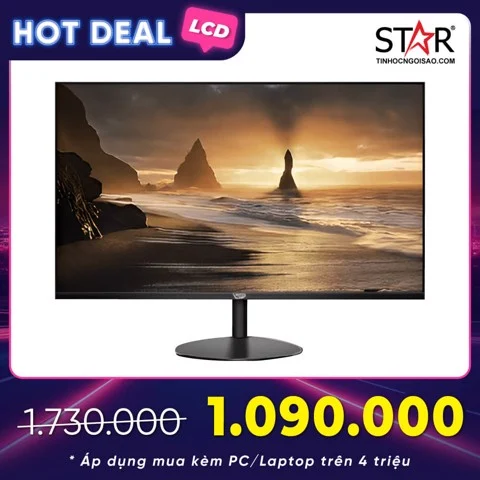 HOT DEAL LCD
STAR®
TINHOCNGOISAO.COM
1.730.000 1.090.000
* Áp dụng mua kèm PC/Laptop trên 4 triệu